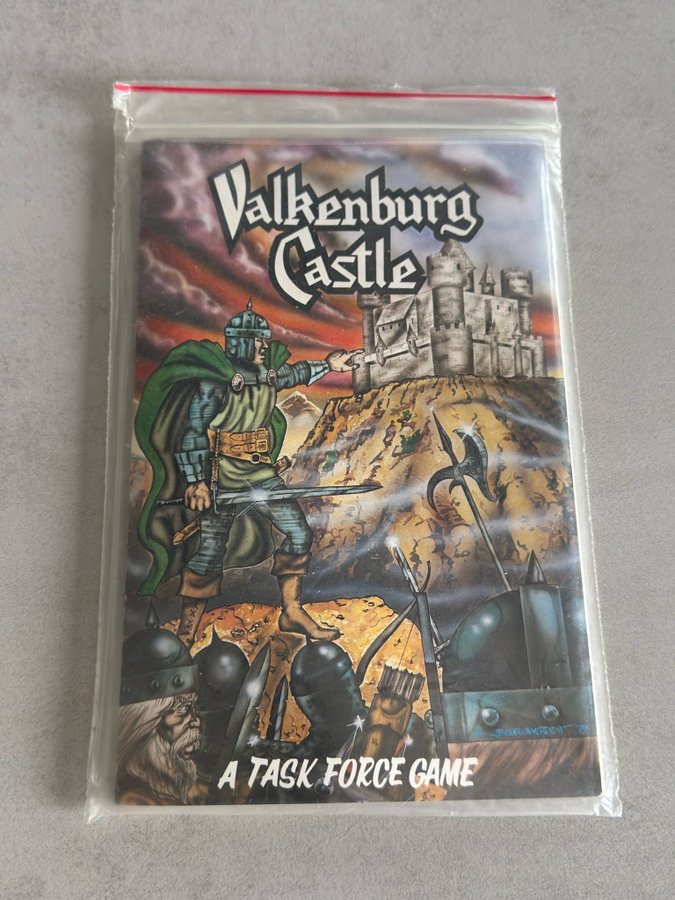 Valkenburg
Castle
A TASK FORCE GAME